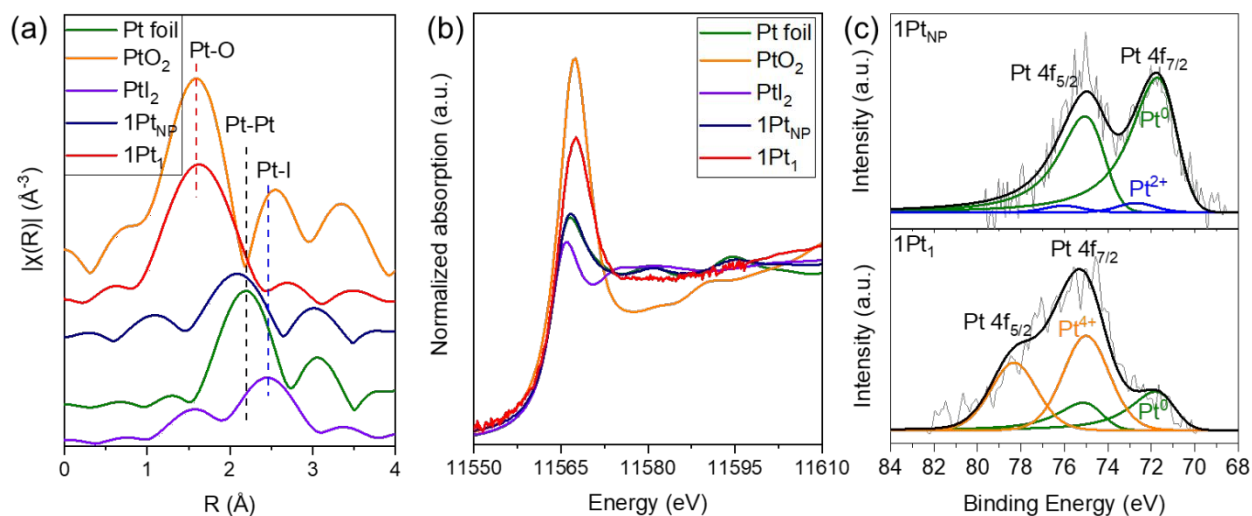 (a)
Pt foil
PtO₂
PtI₂
1Pt_NP
1Pt₁
Pt-O
Pt-Pt
Pt-I
|χ(R)| (Å⁻³)
0 1 2 3 4
R (Å)
(b)
Pt foil
PtO₂
PtI₂
1Pt_NP
1Pt₁
Normalized absorption (a.u.)
11550 11565 11580 11595 11610
Energy (eV)
(c)
1Pt_NP
Pt 4f₇/₂
Pt 4f₅/₂
Pt⁰
Pt²⁺
Intensity (a.u.)
1Pt₁
Pt 4f₇/₂
Pt 4f₅/₂
Pt⁴⁺
Pt⁰
Intensity (a.u.)
84 82 80 78 76 74 72 70 68
Binding Energy (eV)